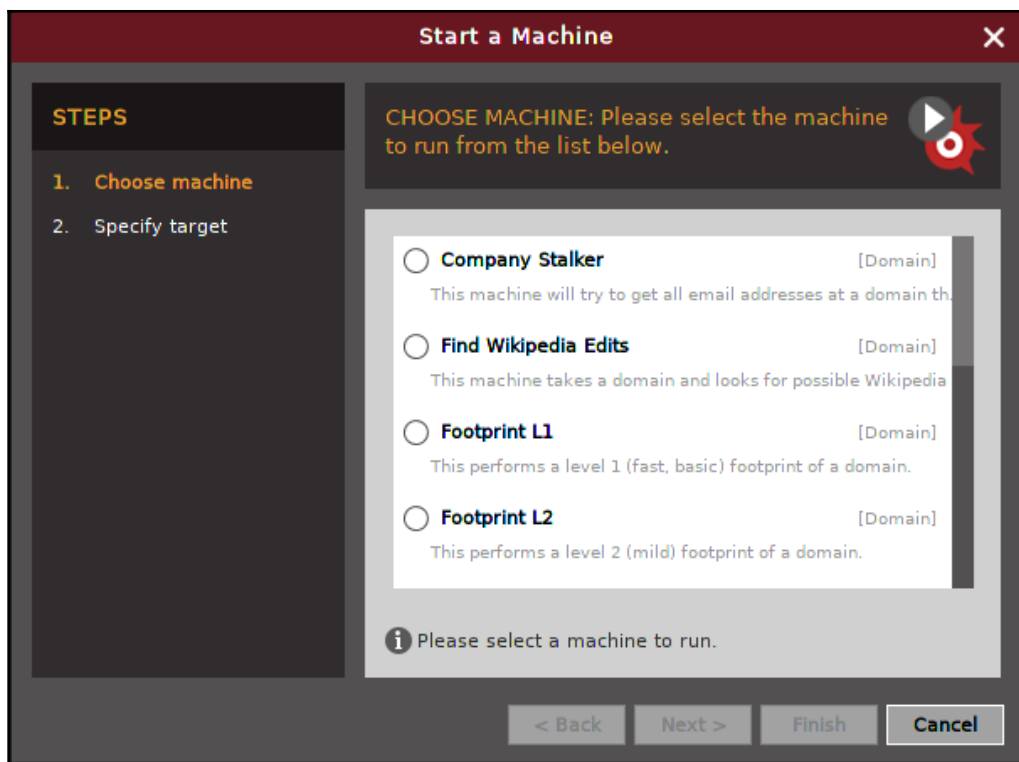 Start a Machine
STEPS
1. Choose machine
2. Specify target
CHOOSE MACHINE: Please select the machine
to run from the list below.
Company Stalker [Domain]
This machine will try to get all email addresses at a domain th.
Find Wikipedia Edits [Domain]
This machine takes a domain and looks for possible Wikipedia
Footprint L1 [Domain]
This performs a level 1 (fast, basic) footprint of a domain.
Footprint L2 [Domain]
This performs a level 2 (mild) footprint of a domain.
Please select a machine to run.
< Back Next > Finish Cancel